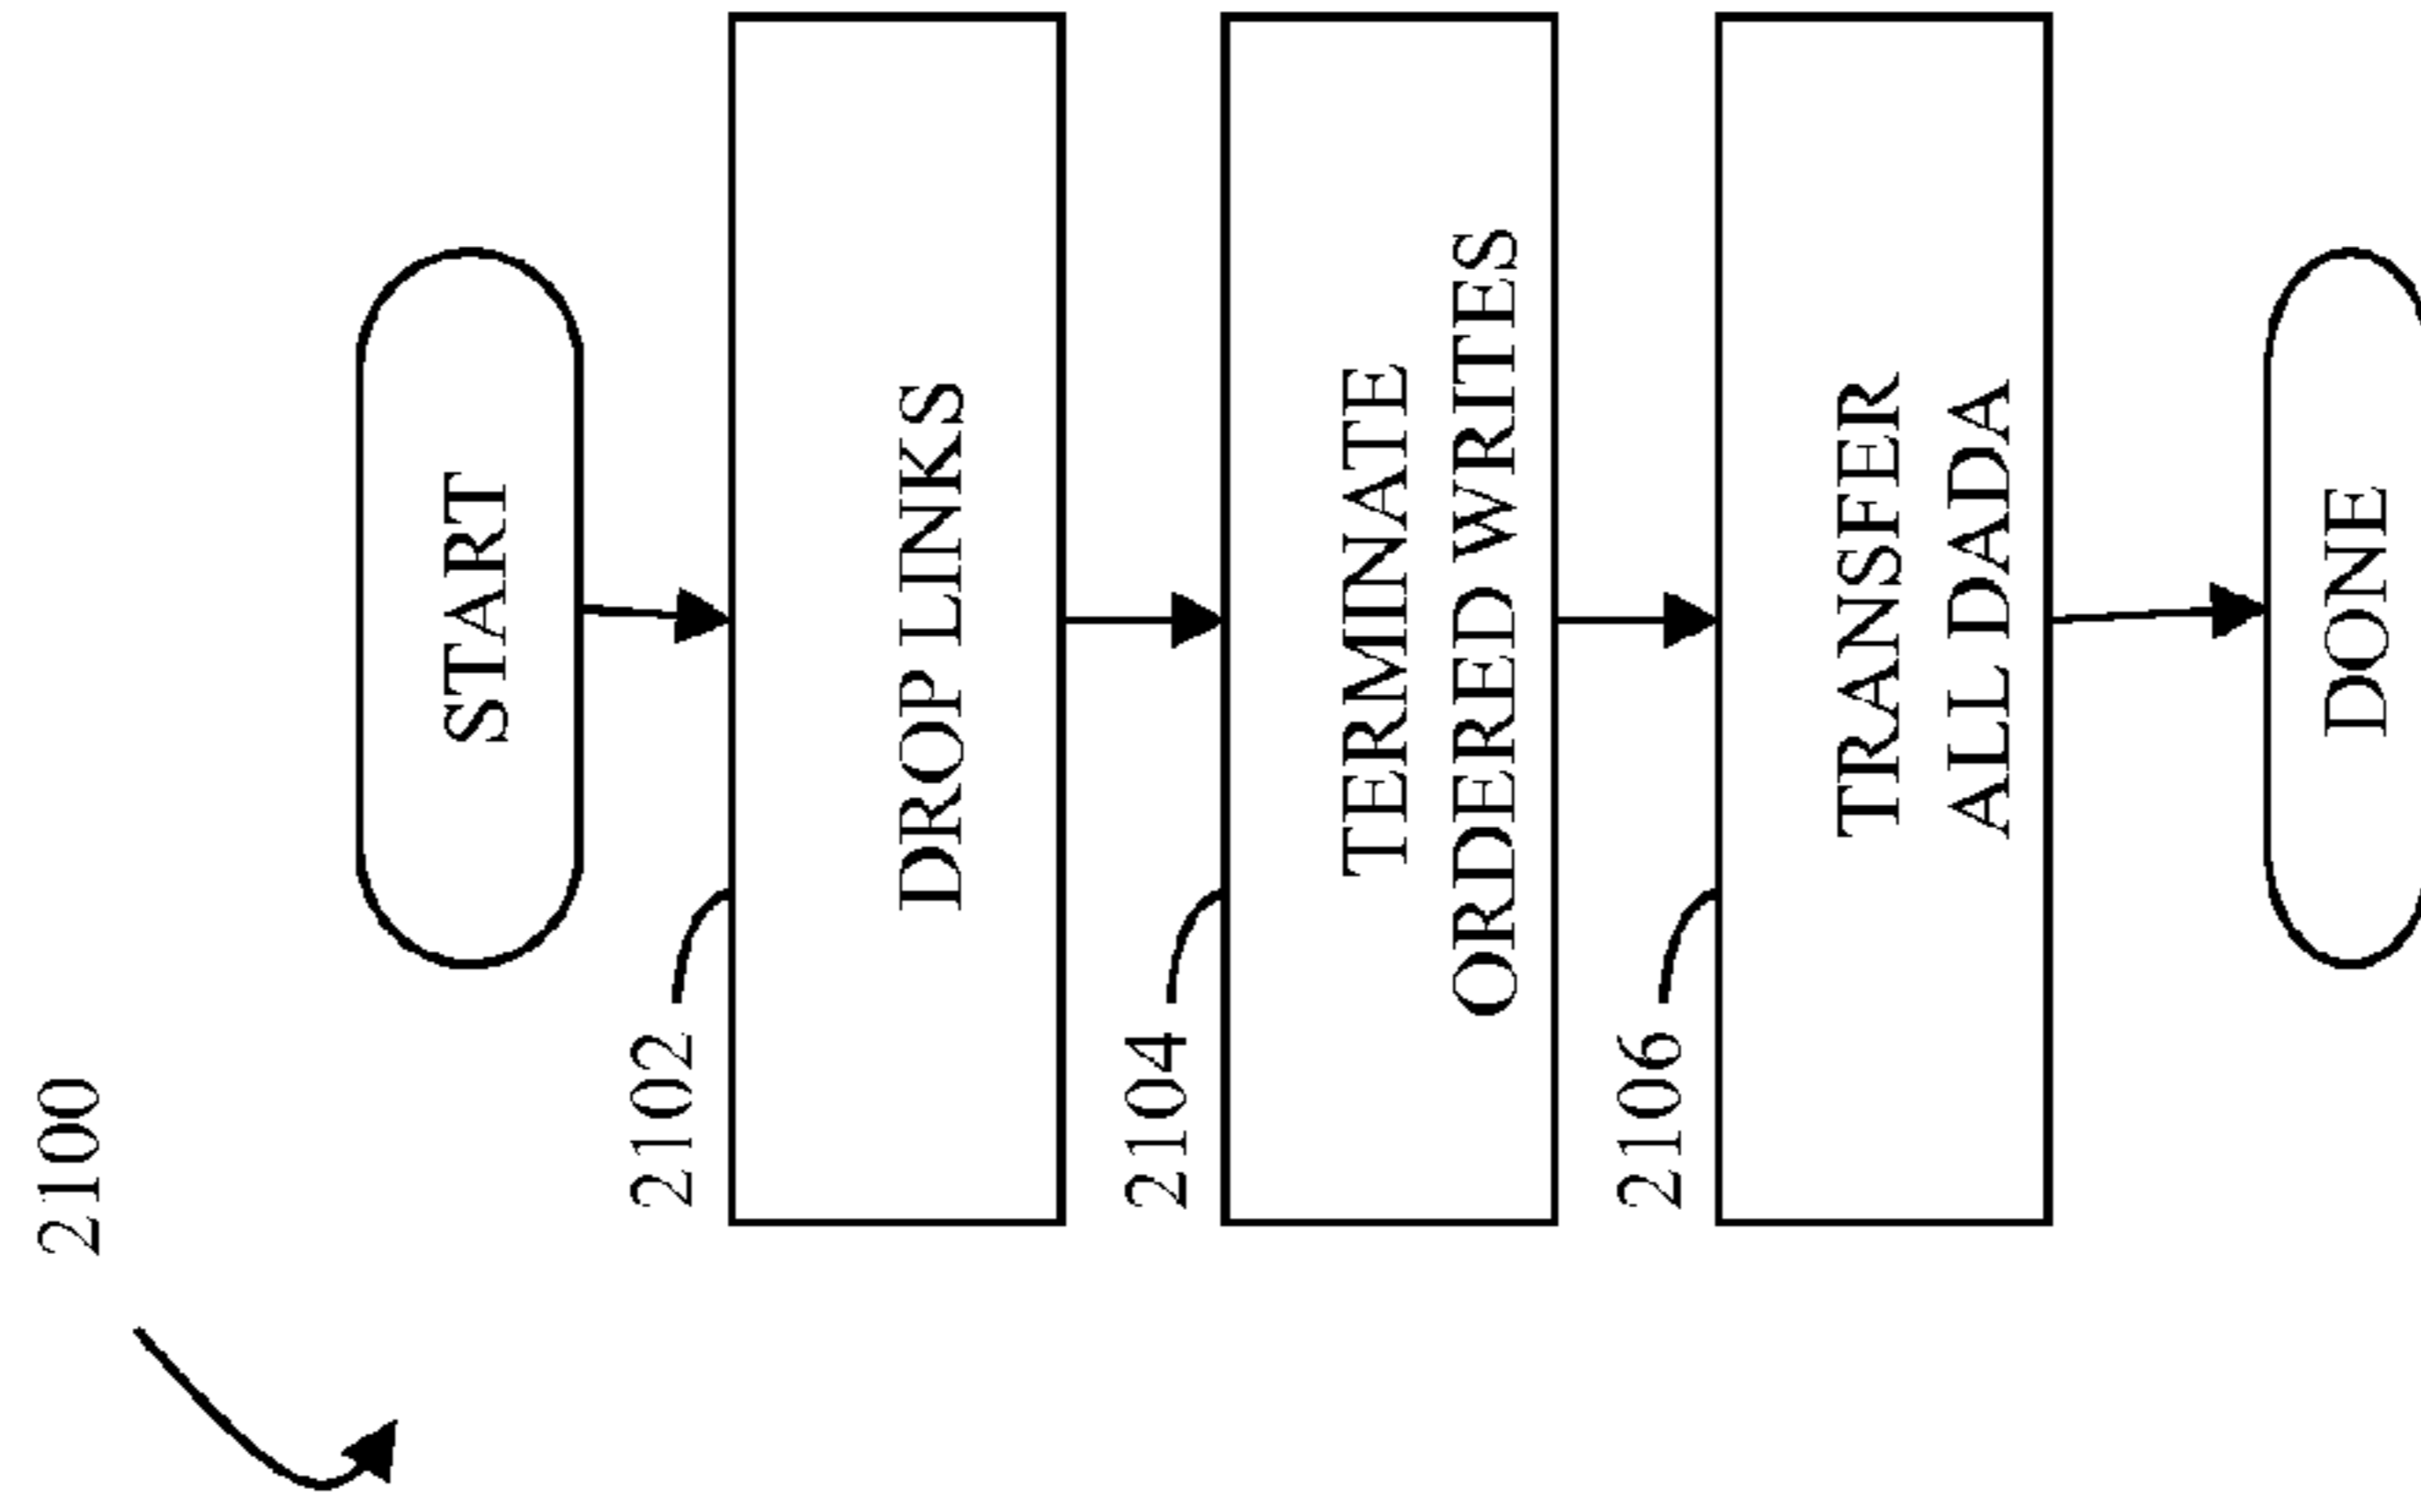 2100
START
2102
DROP LINKS
2104
TERMINATE
ORDERED WRITES
2106
TRANSFER
ALL DADA
DONE